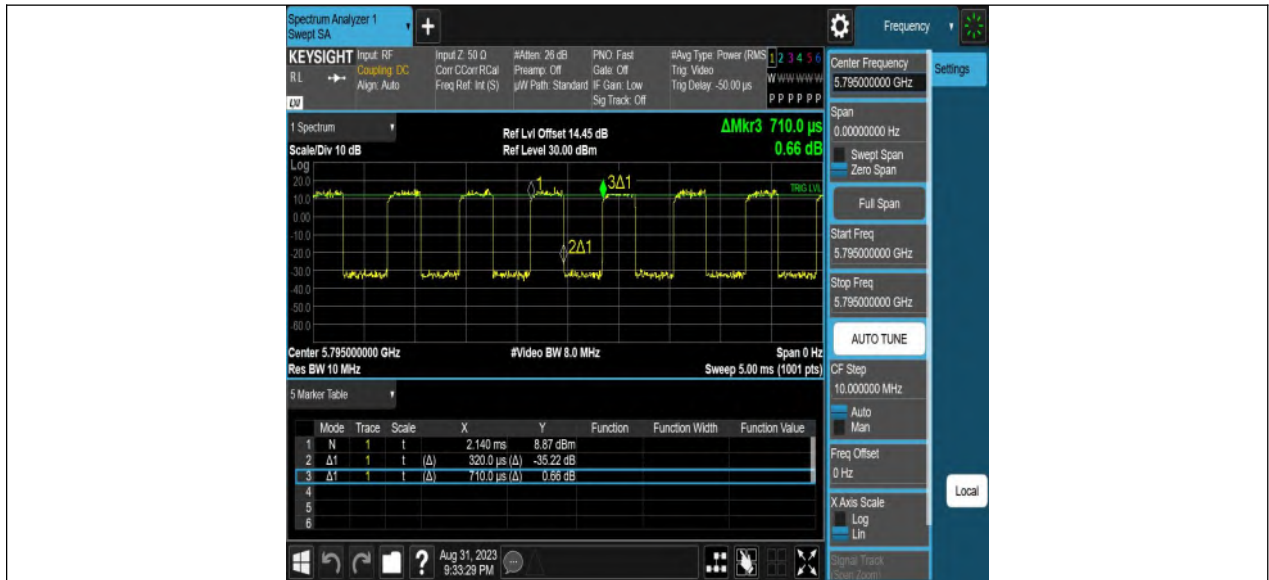 Spectrum Analyzer 1
Swept SA
+
Frequency
KEYSIGHT Input: RF
RL Coupling: DC
Align: Auto
LXI
Input Z: 50 Ω
Corr CCorr RCal
Freq Ref: Int (S)
#Atten: 26 dB
Preamp: Off
µW Path: Standard
PNO: Fast
Gate: Off
IF Gain: Low
Sig Track: Off
#Avg Type: Power (RMS
Trig: Video
Trig Delay: -50.00 µs
1 2 3 4 5 6
W W W W W W
P P P P P P
1 Spectrum
Scale/Div 10 dB
Ref Lvl Offset 14.45 dB
Ref Level 30.00 dBm
ΔMkr3 710.0 µs
0.66 dB
Log
20.0
10.0
0.00
-10.0
-20.0
-30.0
-40.0
-50.0
-60.0
1
3Δ1
2Δ1
TRIG LVL
Center 5.795000000 GHz #Video BW 8.0 MHz Span 0 Hz
Res BW 10 MHz Sweep 5.00 ms (1001 pts)
5 Marker Table
Mode Trace Scale X Y Function Function Width Function Value
1 N 1 t 2.140 ms 8.87 dBm
2 Δ1 1 t (Δ) 320.0 µs (Δ) -35.22 dB
3 Δ1 1 t (Δ) 710.0 µs (Δ) 0.66 dB
4
5
6
? Aug 31, 2023
9:33:29 PM
Center Frequency
5.795000000 GHz
Settings
Span
0.00000000 Hz
Swept Span
Zero Span
Full Span
Start Freq
5.795000000 GHz
Stop Freq
5.795000000 GHz
AUTO TUNE
CF Step
10.000000 MHz
Auto
Man
Freq Offset
0 Hz
X Axis Scale
Log
Lin
Signal Track
(Span Zoom)
Local